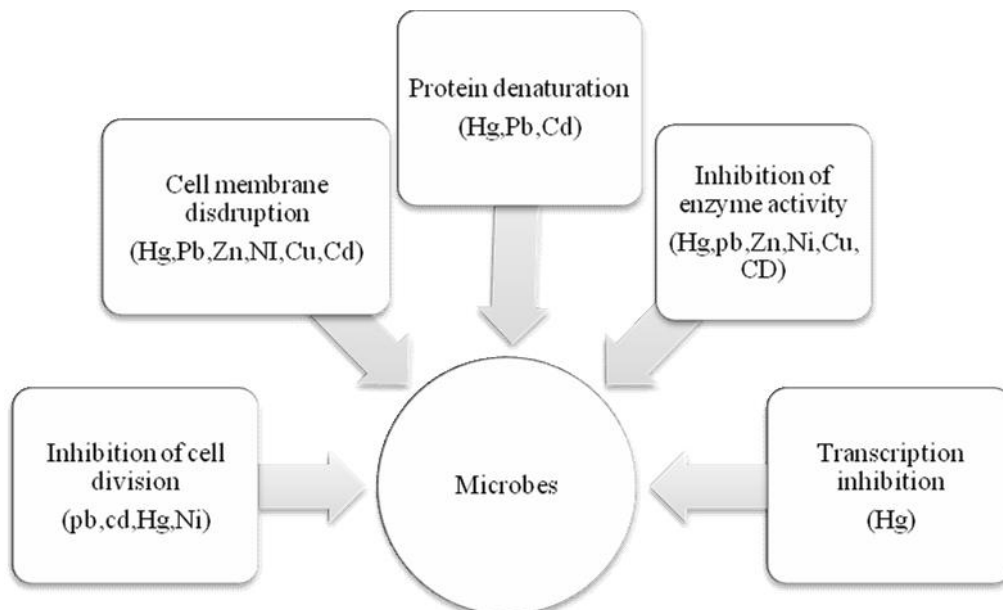 Protein denaturation
(Hg,Pb,Cd)
Cell membrane
disdruption
(Hg,Pb,Zn,NI,Cu,Cd)
Inhibition of
enzyme activity
(Hg,pb,Zn,Ni,Cu,
CD)
Inhibition of cell
division
(pb,cd,Hg,Ni)
Microbes
Transcription
inhibition
(Hg)